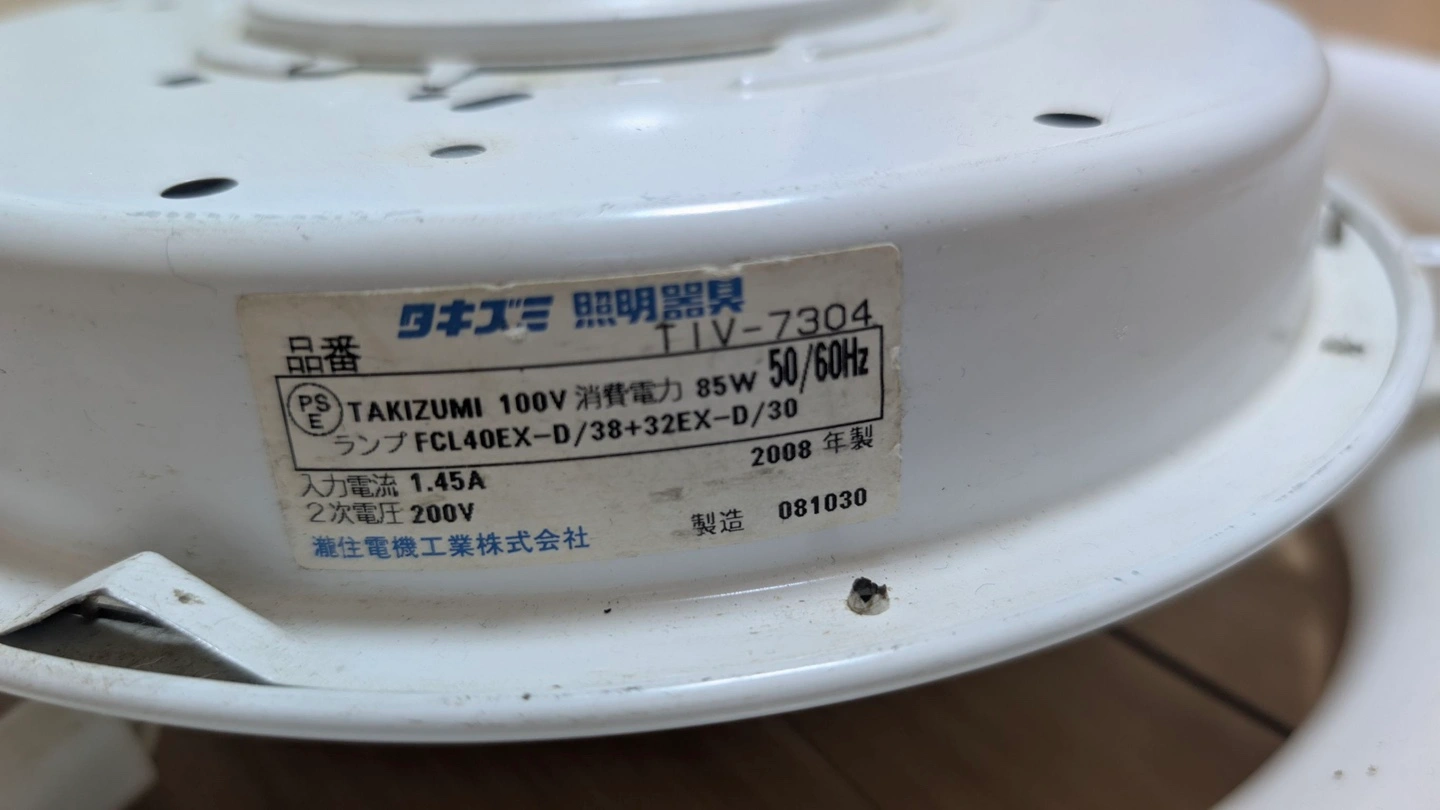 タキズミ 照明器具
品番 TIV-7304
PSE TAKIZUMI 100V 消費電力 85W 50/60Hz
ランプ FCL40EX-D/38+32EX-D/30
2008 年製
入力電流 1.45A
2次電圧 200V
製造 081030
瀧住電機工業株式会社